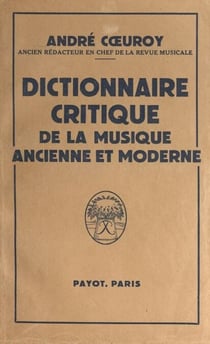 ANDRÉ CŒUROY
ANCIEN RÉDACTEUR EN CHEF DE LA REVUE MUSICALE
DICTIONNAIRE
CRITIQUE
DE LA MUSIQUE
ANCIENNE ET MODERNE
PAYOT, PARIS